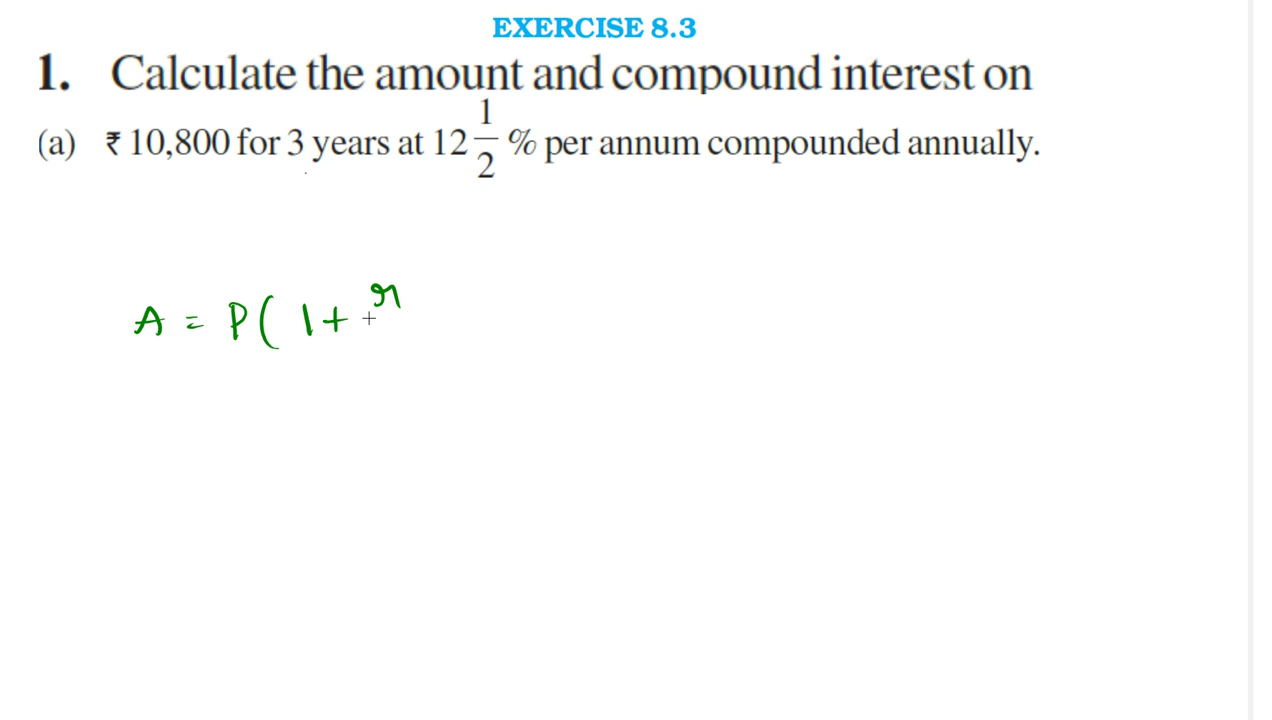 EXERCISE 8.3
1. Calculate the amount and compound interest on
(a) ₹ 10,800 for 3 years at 12 1/2 % per annum compounded annually.
A = P( 1+ r